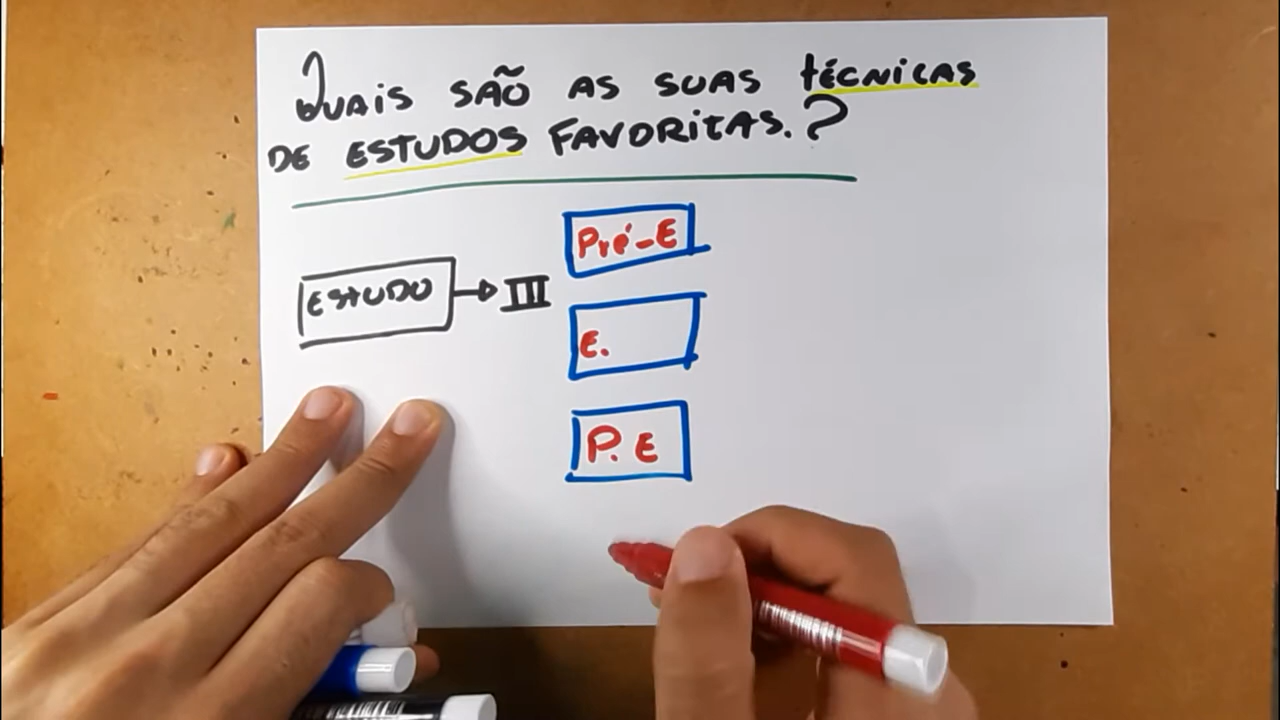 Quais são as suas técnicas
de estudos favoritas.?
Pré-E
Estudo
III
E.
P. E